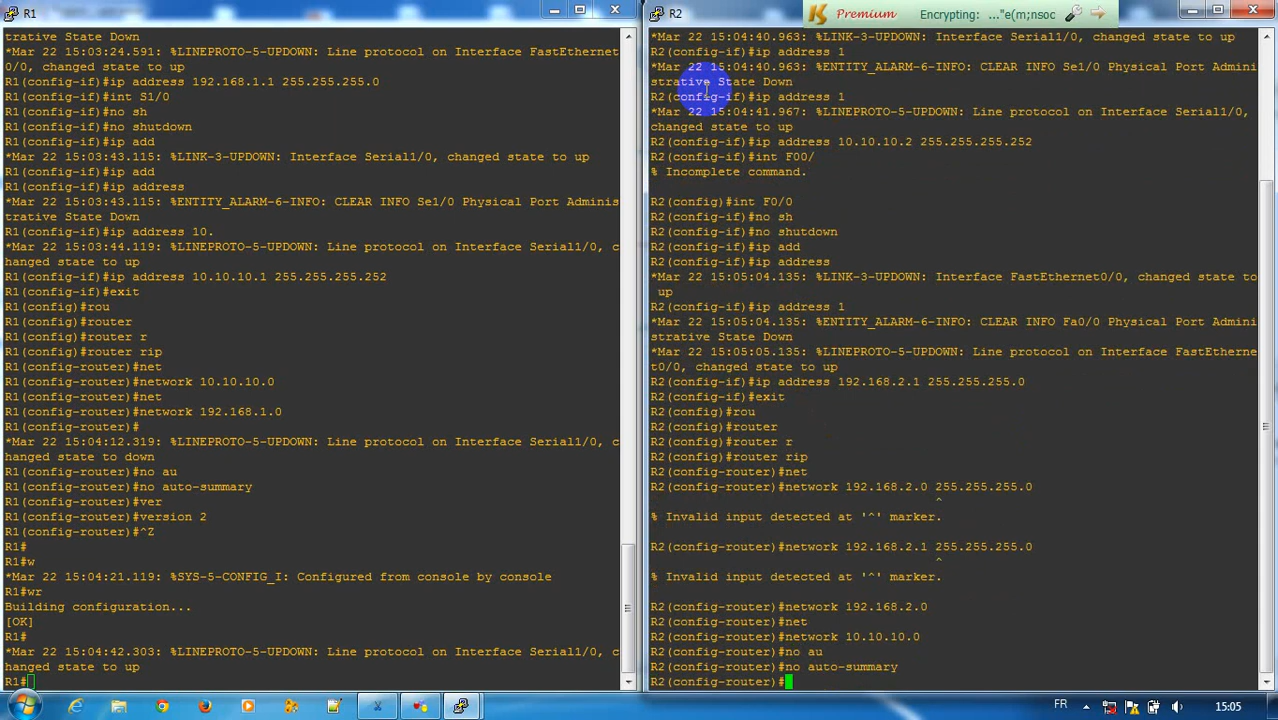 R1
trative State Down
*Mar 22 15:03:24.591: %LINEPROTO-5-UPDOWN: Line protocol on Interface FastEthernet
0/0, changed state to up
R1(config-if)#ip address 192.168.1.1 255.255.255.0
R1(config-if)#int S1/0
R1(config-if)#no sh
R1(config-if)#no shutdown
R1(config-if)#ip add
*Mar 22 15:03:43.115: %LINK-3-UPDOWN: Interface Serial1/0, changed state to up
R1(config-if)#ip add
R1(config-if)#ip address
*Mar 22 15:03:43.115: %ENTITY_ALARM-6-INFO: CLEAR INFO Se1/0 Physical Port Adminis
trative State Down
R1(config-if)#ip address 10.
*Mar 22 15:03:44.119: %LINEPROTO-5-UPDOWN: Line protocol on Interface Serial1/0, c
hanged state to up
R1(config-if)#ip address 10.10.10.1 255.255.255.252
R1(config-if)#exit
R1(config)#rou
R1(config)#router
R1(config)#router r
R1(config)#router rip
R1(config-router)#net
R1(config-router)#network 10.10.10.0
R1(config-router)#net
R1(config-router)#network 192.168.1.0
R1(config-router)#
*Mar 22 15:04:12.319: %LINEPROTO-5-UPDOWN: Line protocol on Interface Serial1/0, c
hanged state to down
R1(config-router)#no au
R1(config-router)#no auto-summary
R1(config-router)#ver
R1(config-router)#version 2
R1(config-router)#^Z
R1#
R1#w
*Mar 22 15:04:21.119: %SYS-5-CONFIG_I: Configured from console by console
R1#wr
Building configuration...
[OK]
R1#
*Mar 22 15:04:42.303: %LINEPROTO-5-UPDOWN: Line protocol on Interface Serial1/0, c
hanged state to up
R1#
R2
K Premium Encrypting: ..."e(m;nsoc
*Mar 22 15:04:40.963: %LINK-3-UPDOWN: Interface Serial1/0, changed state to up
R2(config-if)#ip address 1
*Mar 22 15:04:40.963: %ENTITY_ALARM-6-INFO: CLEAR INFO Se1/0 Physical Port Admini
strative State Down
R2(config-if)#ip address 1
*Mar 22 15:04:41.967: %LINEPROTO-5-UPDOWN: Line protocol on Interface Serial1/0,
changed state to up
R2(config-if)#ip address 10.10.10.2 255.255.255.252
R2(config-if)#int F00/
% Incomplete command.
R2(config)#int F0/0
R2(config-if)#no sh
R2(config-if)#no shutdown
R2(config-if)#ip add
R2(config-if)#ip address
*Mar 22 15:05:04.135: %LINK-3-UPDOWN: Interface FastEthernet0/0, changed state to
up
R2(config-if)#ip address 1
*Mar 22 15:05:04.135: %ENTITY_ALARM-6-INFO: CLEAR INFO Fa0/0 Physical Port Admini
strative State Down
*Mar 22 15:05:05.135: %LINEPROTO-5-UPDOWN: Line protocol on Interface FastEtherne
t0/0, changed state to up
R2(config-if)#ip address 192.168.2.1 255.255.255.0
R2(config-if)#exit
R2(config)#rou
R2(config)#router
R2(config)#router r
R2(config)#router rip
R2(config-router)#net
R2(config-router)#network 192.168.2.0 255.255.255.0
^
% Invalid input detected at '^' marker.
R2(config-router)#network 192.168.2.1 255.255.255.0
^
% Invalid input detected at '^' marker.
R2(config-router)#network 192.168.2.0
R2(config-router)#net
R2(config-router)#network 10.10.10.0
R2(config-router)#no au
R2(config-router)#no auto-summary
R2(config-router)#
FR 15:05